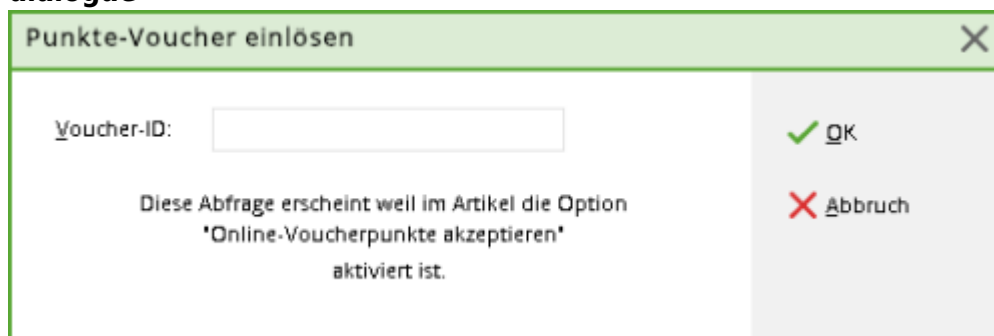 Punkte-Voucher einlösen
Voucher-ID:
OK
Diese Abfrage erscheint weil im Artikel die Option
"Online-Voucherpunkte akzeptieren"
aktiviert ist.
Abbruch